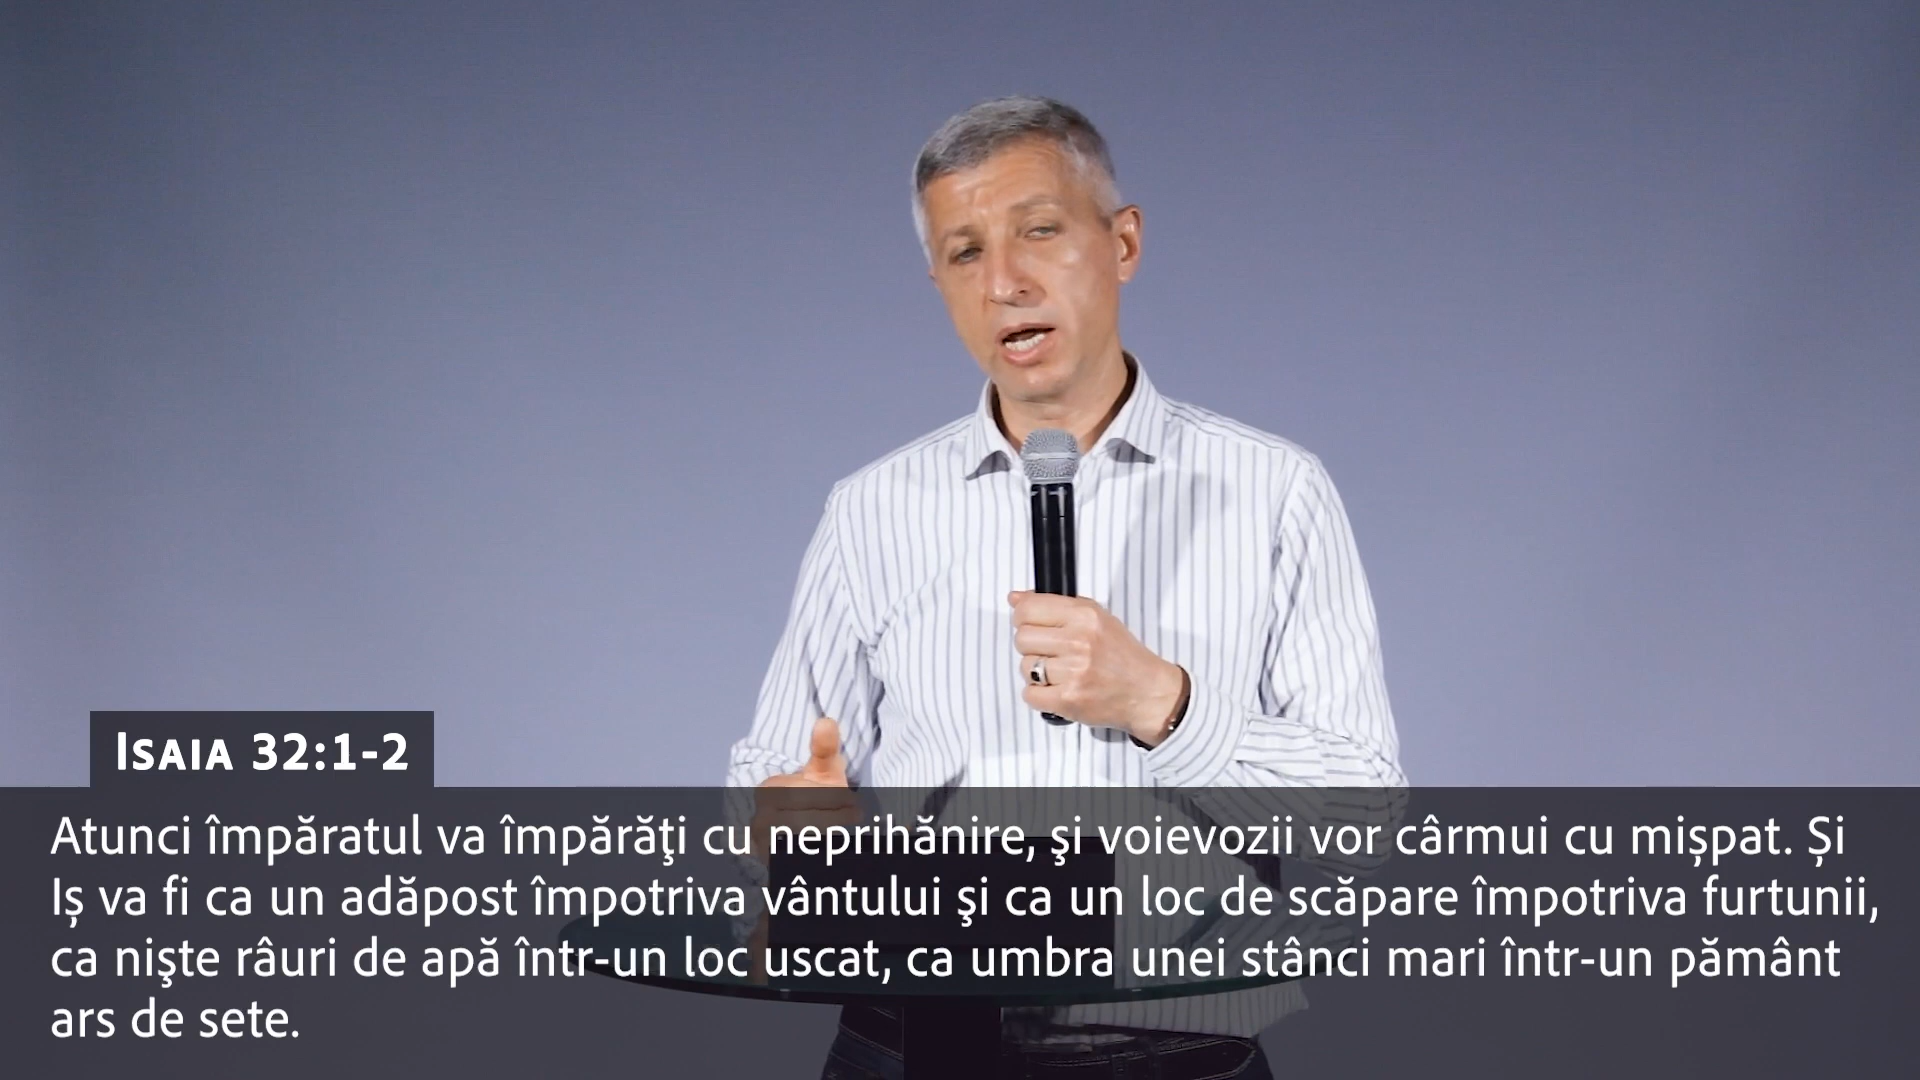 Isaia 32:1-2
Atunci împăratul va împărăţi cu neprihănire, şi voievozii vor cârmui cu mișpat. Și
Iș va fi ca un adăpost împotriva vântului şi ca un loc de scăpare împotriva furtunii,
ca nişte râuri de apă într-un loc uscat, ca umbra unei stânci mari într-un pământ
ars de sete.